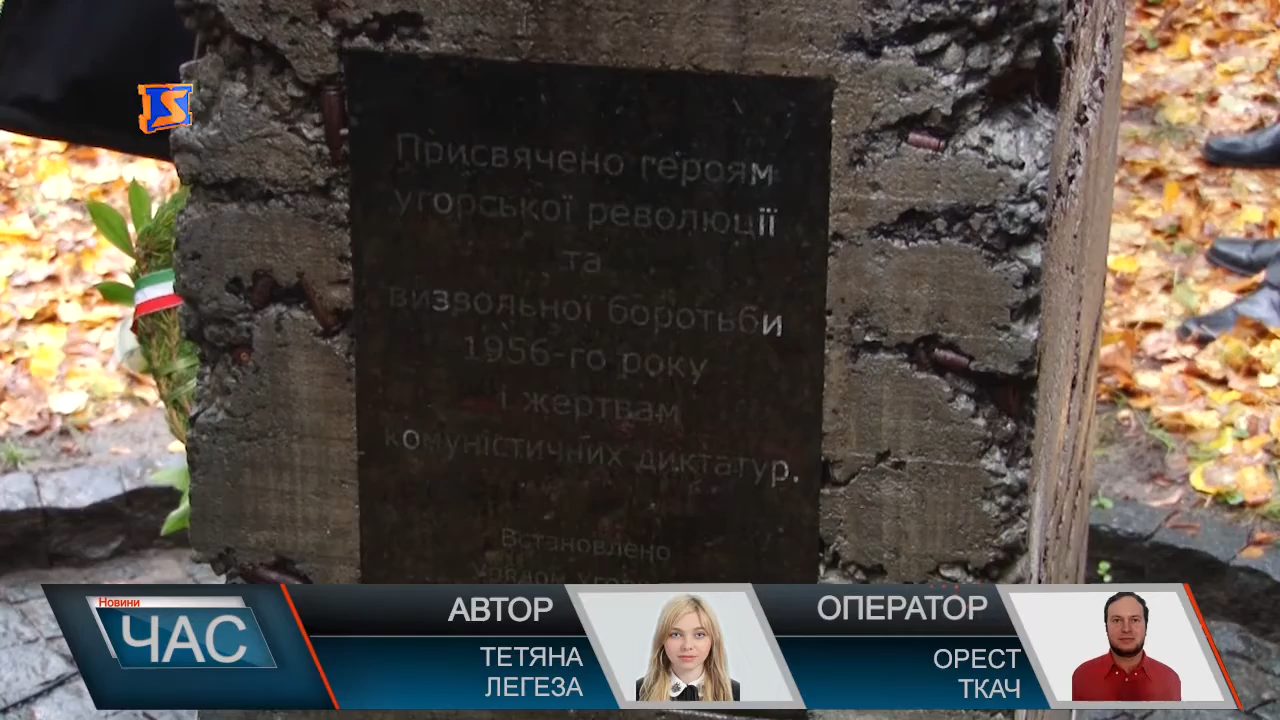 Присвячено героям
угорської революції
та
визвольної боротьби
1956-го року
і жертвам
комуністичних диктатур.
Встановлено
Новини
ЧАС
АВТОР
ТЕТЯНА
ЛЕГЕЗА
ОПЕРАТОР
ОРЕСТ
ТКАЧ